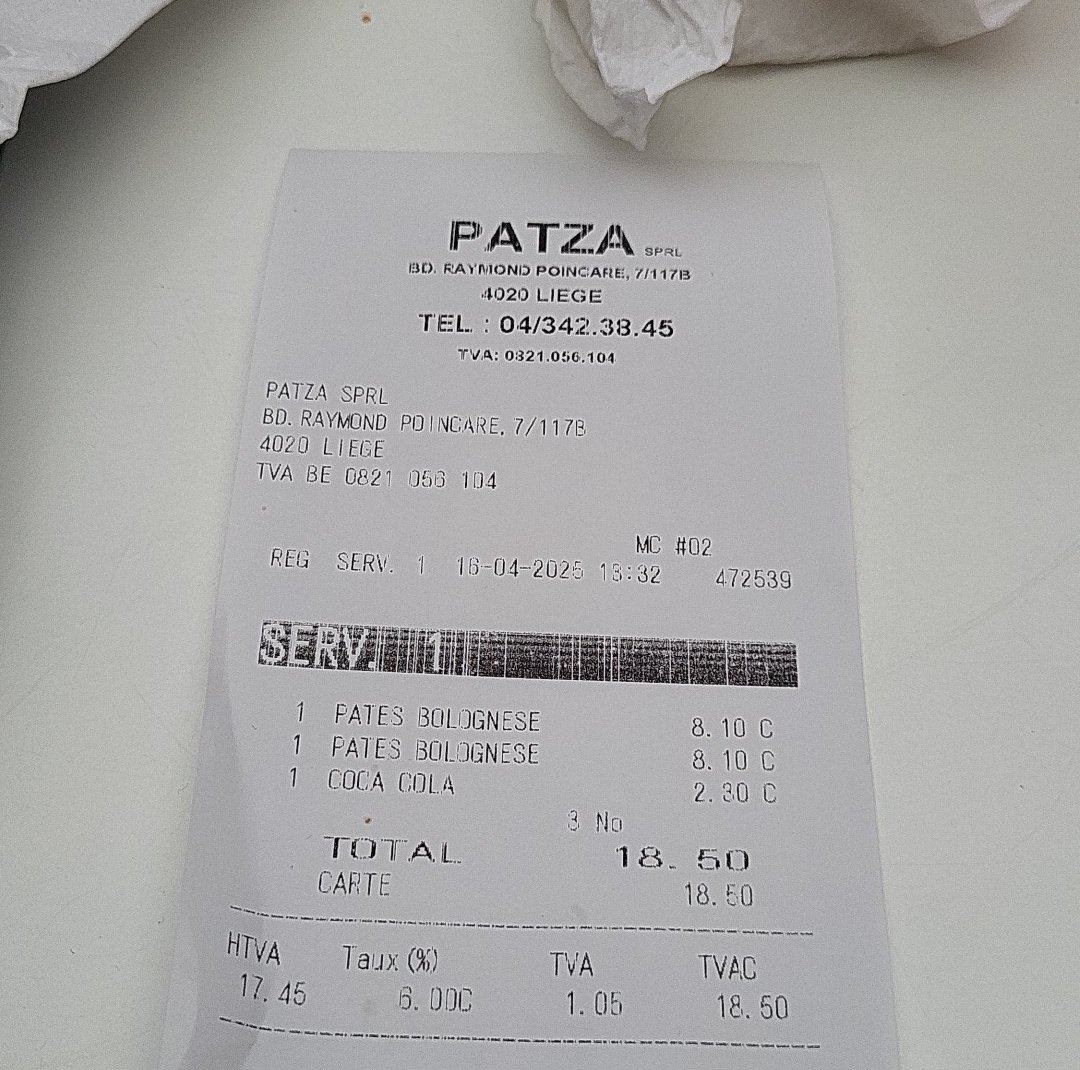 PATZA SPRL
BD. RAYMOND POINCARE, 7/117B
4020 LIEGE
TEL. : 04/342.38.45
TVA: 0821.056.104
PATZA SPRL
BD. RAYMOND POINCARE, 7/117B
4020 LIEGE
TVA BE 0821 056 104
MC #02
REG SERV. 1 16-04-2025 18:32 472539
SERV. 1
1 PATES BOLOGNESE 8.10 C
1 PATES BOLOGNESE 8.10 C
1 COCA COLA 2.30 C
3 No
TOTAL 18.50
CARTE 18.50
HTVA Taux (%) TVA TVAC
17.45 6.00C 1.05 18.50